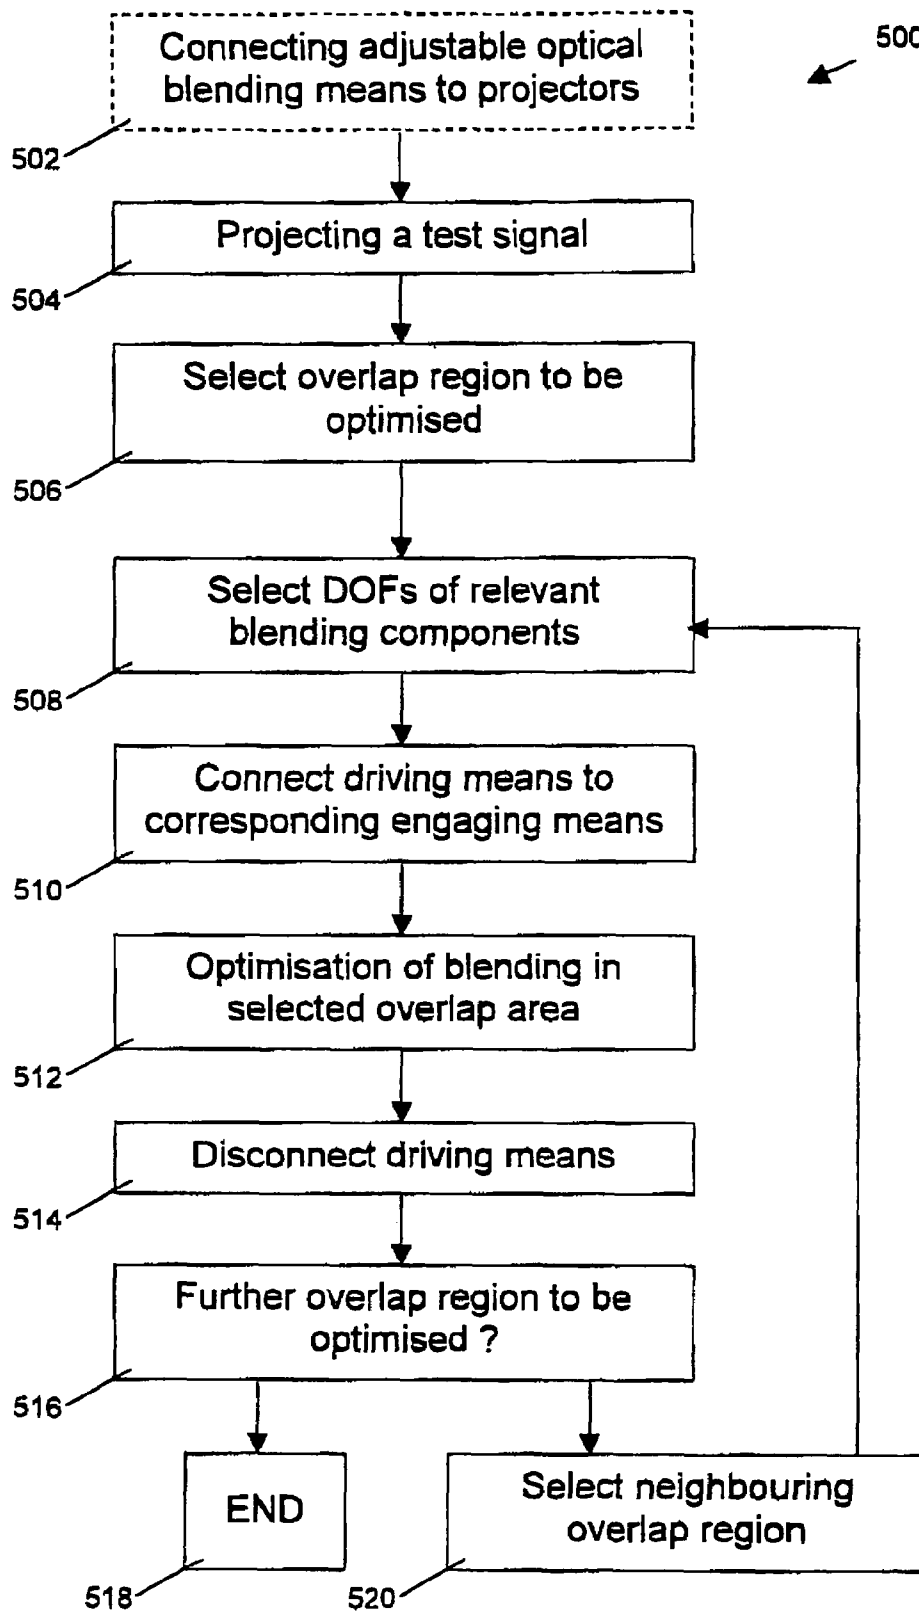 Connecting adjustable optical
blending means to projectors
500
502
Projecting a test signal
504
Select overlap region to be
optimised
506
Select DOFs of relevant
blending components
508
Connect driving means to
corresponding engaging means
510
Optimisation of blending in
selected overlap area
512
Disconnect driving means
514
Further overlap region to be
optimised ?
516
END
518
Select neighbouring
overlap region
520